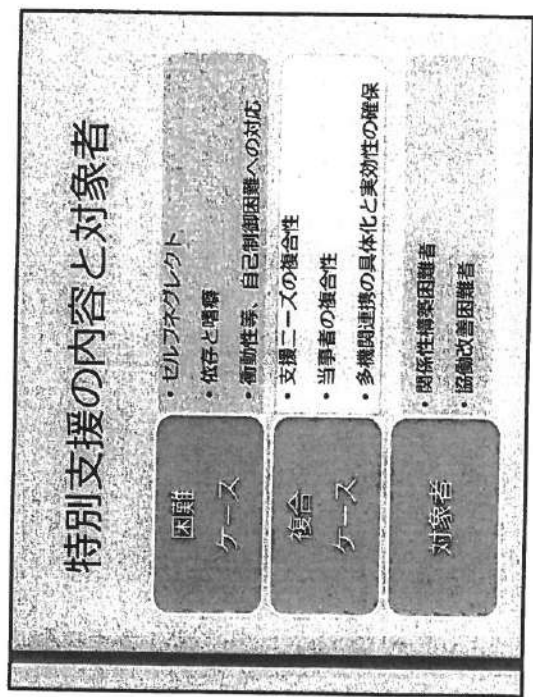 特別支援の内容と対象者
困難
ケース
・セルフネグレクト
・依存と嗜癖
・衝動性等、自己制御困難への対応
複合
ケース
・支援ニーズの複合性
・当事者の複合性
・多機関連携の具体化と実効性の確保
対象者
・関係性構築困難者
・協働改善困難者